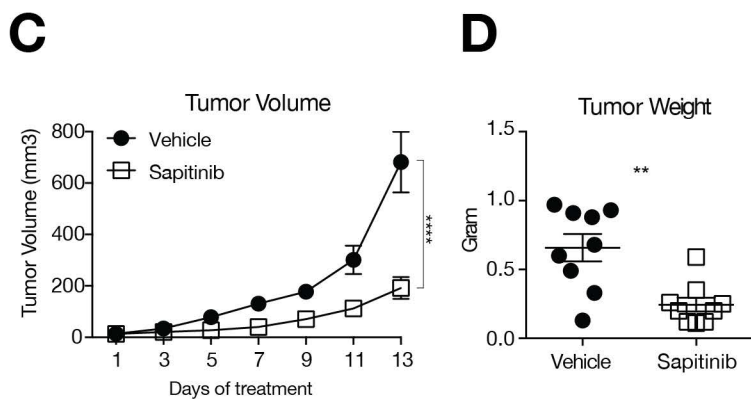 C
Tumor Volume
Tumor Volume (mm3)
800
600
400
200
0
Vehicle
Sapitinib
****
1 3 5 7 9 11 13
Days of treatment
D
Tumor Weight
Gram
1.5
1.0
0.5
0.0
**
Vehicle Sapitinib